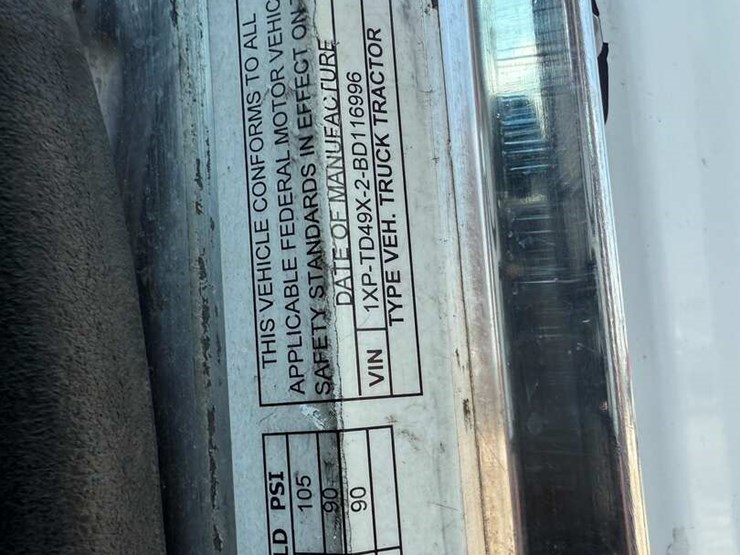 THIS VEHICLE CONFORMS TO ALL
APPLICABLE FEDERAL MOTOR VEHIC
SAFETY STANDARDS IN EFFECT ON
DATE OF MANUFACTURE
VIN 1XP-TD49X-2-BD116996
TYPE VEH. TRUCK TRACTOR
LD PSI
105
90
90